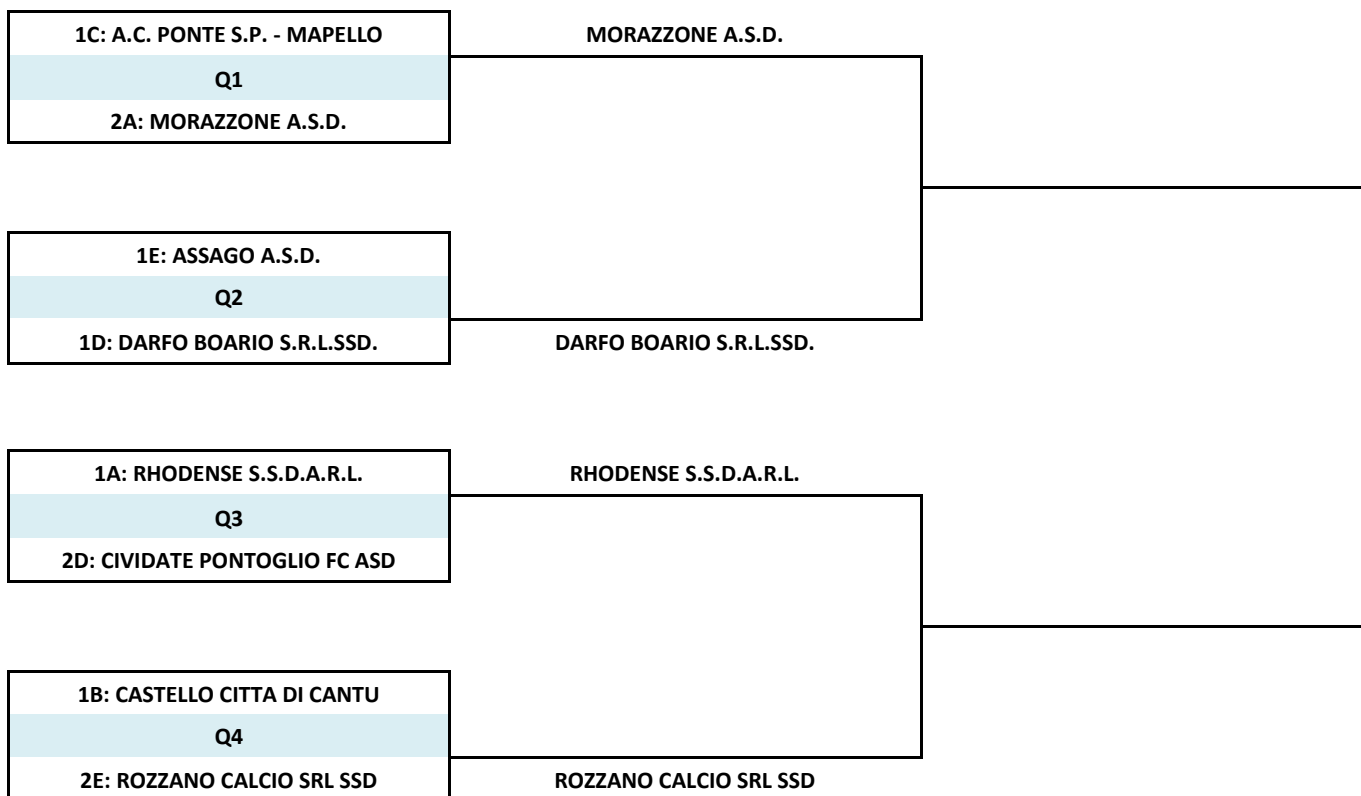 1C: A.C. PONTE S.P. - MAPELLO
MORAZZONE A.S.D.
Q1
2A: MORAZZONE A.S.D.
1E: ASSAGO A.S.D.
Q2
1D: DARFO BOARIO S.R.L.SSD.
DARFO BOARIO S.R.L.SSD.
1A: RHODENSE S.S.D.A.R.L.
RHODENSE S.S.D.A.R.L.
Q3
2D: CIVIDATE PONTOGLIO FC ASD
1B: CASTELLO CITTA DI CANTU
Q4
2E: ROZZANO CALCIO SRL SSD
ROZZANO CALCIO SRL SSD